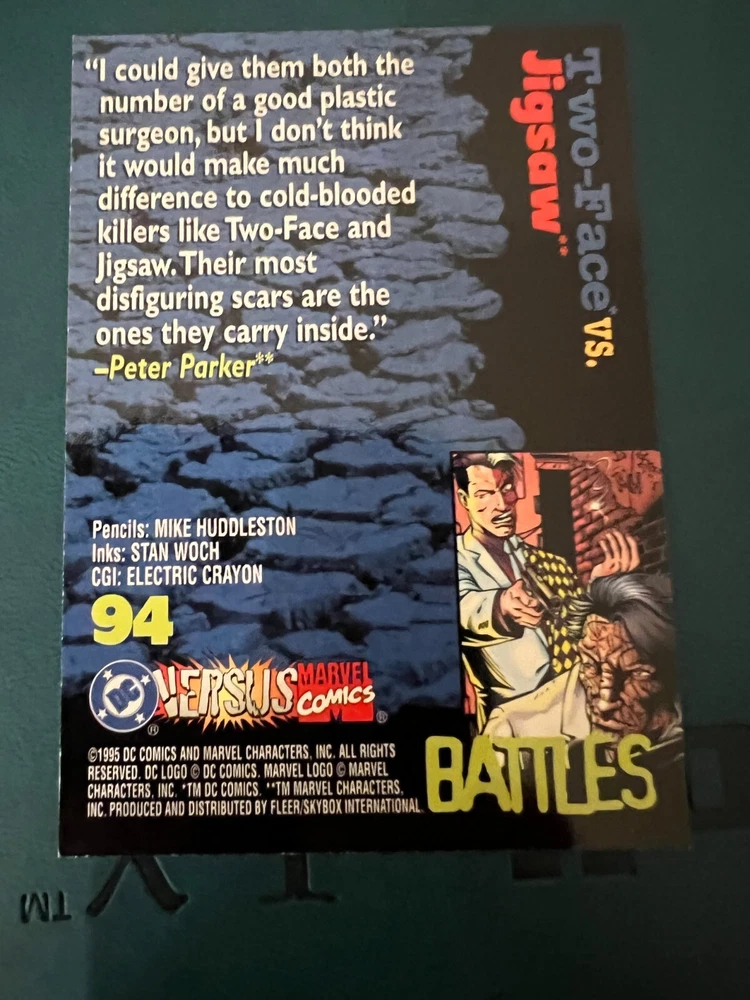 “I could give them both the
number of a good plastic
surgeon, but I don’t think
it would make much
difference to cold-blooded
killers like Two-Face and
Jigsaw. Their most
disfiguring scars are the
ones they carry inside.”
–Peter Parker**
Two-Face* vs.
Jigsaw**
Pencils: MIKE HUDDLESTON
Inks: STAN WOCH
CGI: ELECTRIC CRAYON
94
DC VERSUS MARVEL COMICS
® ®
BATTLES
©1995 DC COMICS AND MARVEL CHARACTERS, INC. ALL RIGHTS
RESERVED. DC LOGO © DC COMICS. MARVEL LOGO © MARVEL
CHARACTERS, INC. *TM DC COMICS. **TM MARVEL CHARACTERS,
INC. PRODUCED AND DISTRIBUTED BY FLEER/SKYBOX INTERNATIONAL.
TM